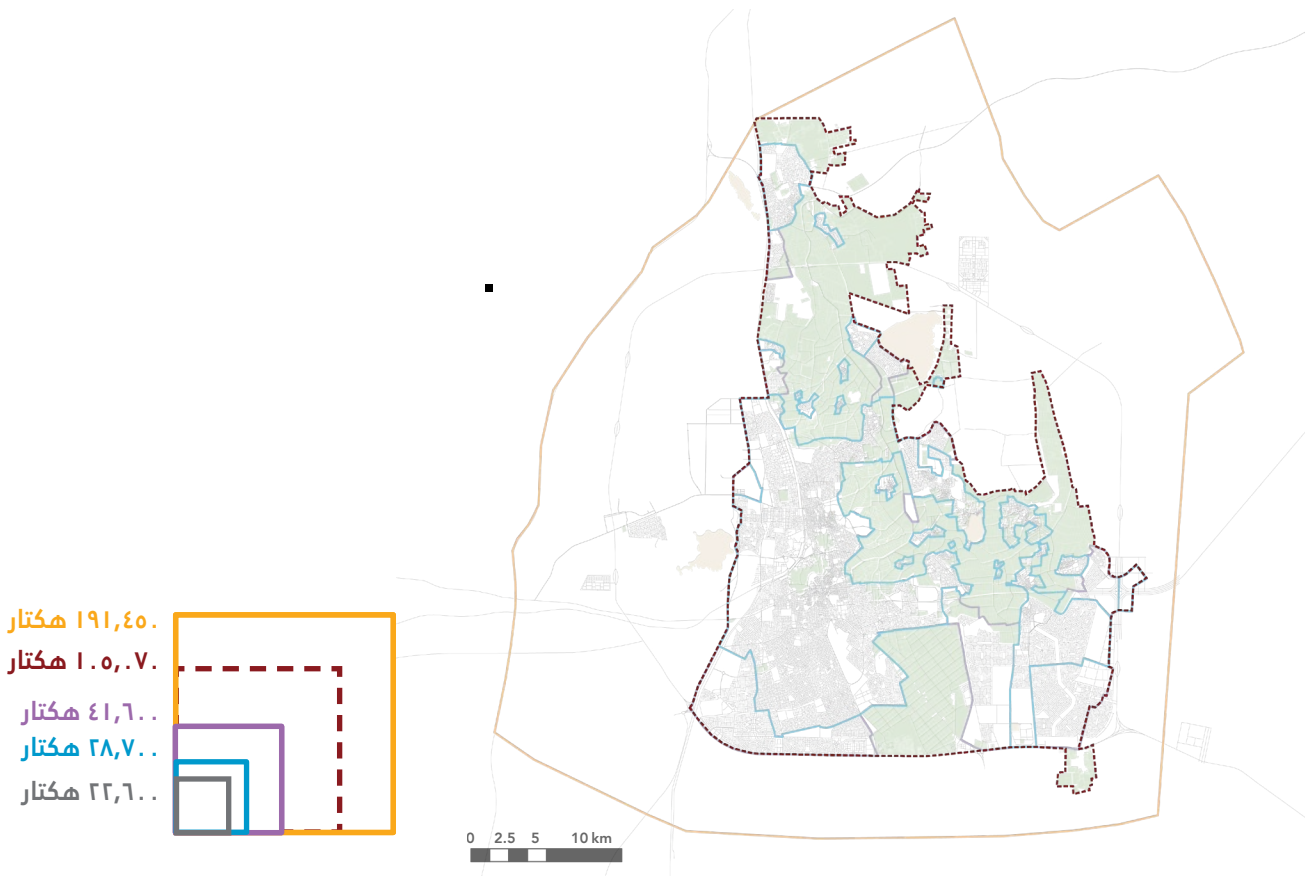 ١٩١,٤٥٠ هكتار
١٠٥,٠٧٠ هكتار
٤١,٦٠٠ هكتار
٢٨,٧٠٠ هكتار
٢٢,٦٠٠ هكتار
0 2.5 5 10 km